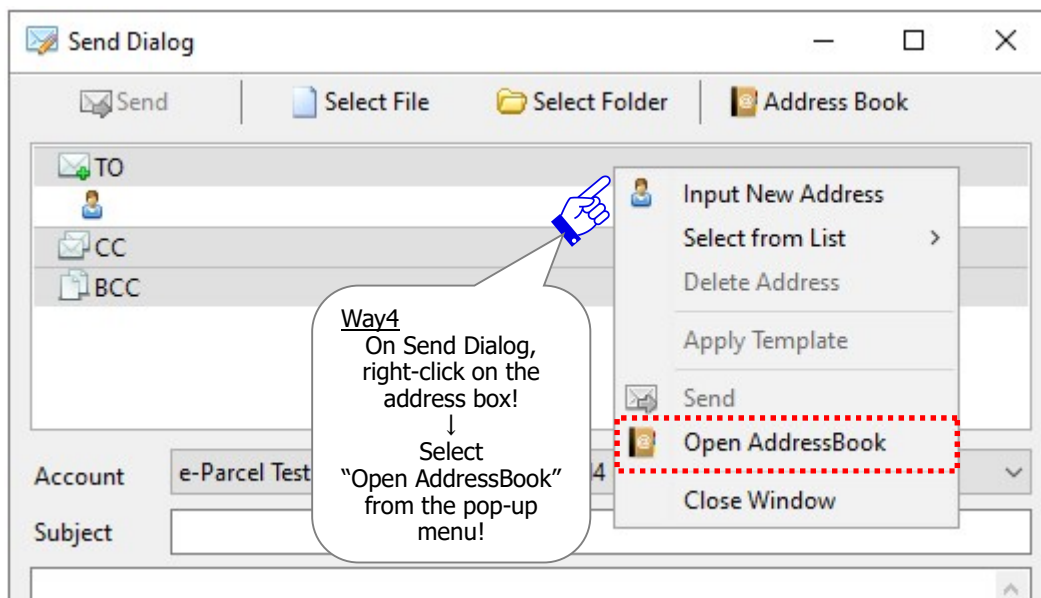 Send Dialog
Send
Select File
Select Folder
Address Book
TO
CC
BCC
Input New Address
Select from List
Delete Address
Apply Template
Send
Open AddressBook
Close Window
Way4
On Send Dialog,
right-click on the
address box!
↓
Select
“Open AddressBook”
from the pop-up
menu!
Account
e-Parcel Test
4
Subject